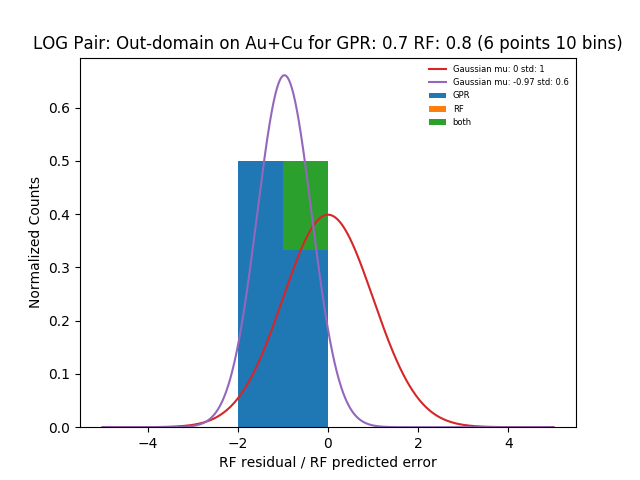 LOG Pair: Out-domain on Au+Cu for GPR: 0.7 RF: 0.8 (6 points 10 bins)
Gaussian mu: 0 std: 1
Gaussian mu: -0.97 std: 0.6
GPR
RF
both
Normalized Counts
0.6
0.5
0.4
0.3
0.2
0.1
0.0
−4 −2 0 2 4
RF residual / RF predicted error